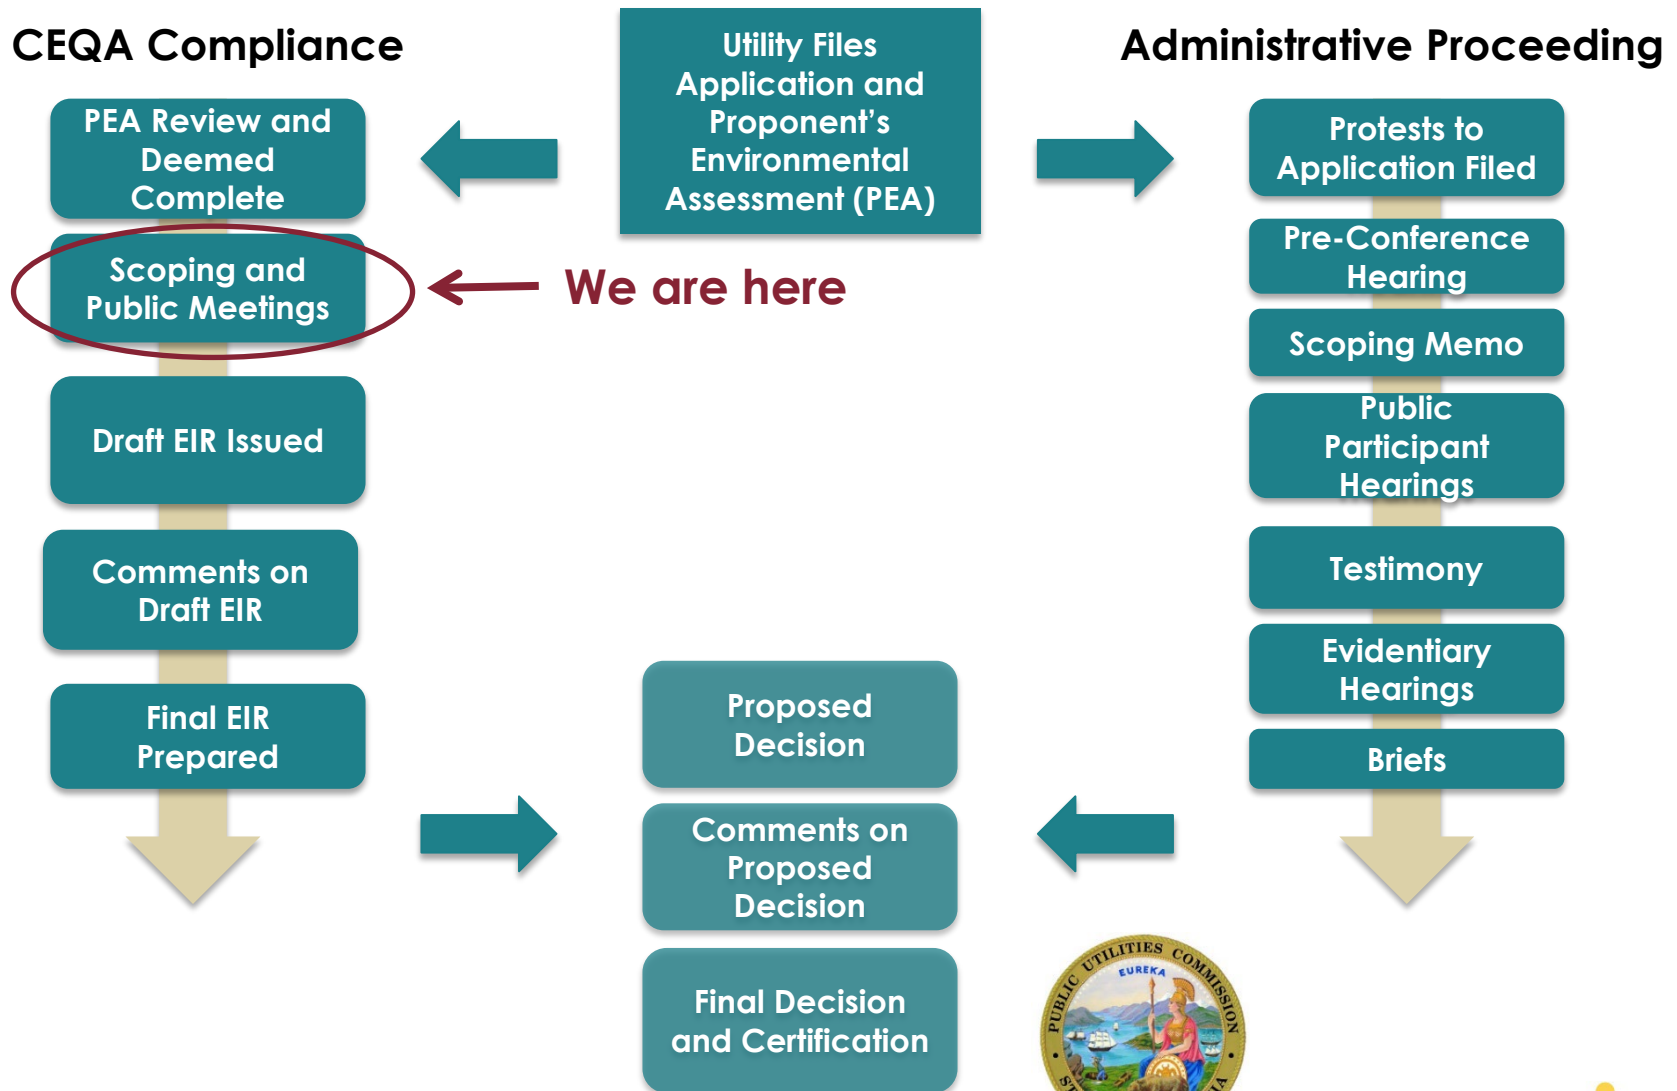 CEQA Compliance
Utility Files
Application and
Proponent's
Environmental
Assessment (PEA)
Administrative Proceeding
PEA Review and
Deemed
Complete
Scoping and
Public Meetings
We are here
Draft EIR Issued
Comments on
Draft EIR
Final EIR
Prepared
Protests to
Application Filed
Pre-Conference
Hearing
Scoping Memo
Public
Participant
Hearings
Testimony
Evidentiary
Hearings
Briefs
Proposed
Decision
Comments on
Proposed
Decision
Final Decision
and Certification
PUBLIC UTILITIES COMMISSION
EUREKA